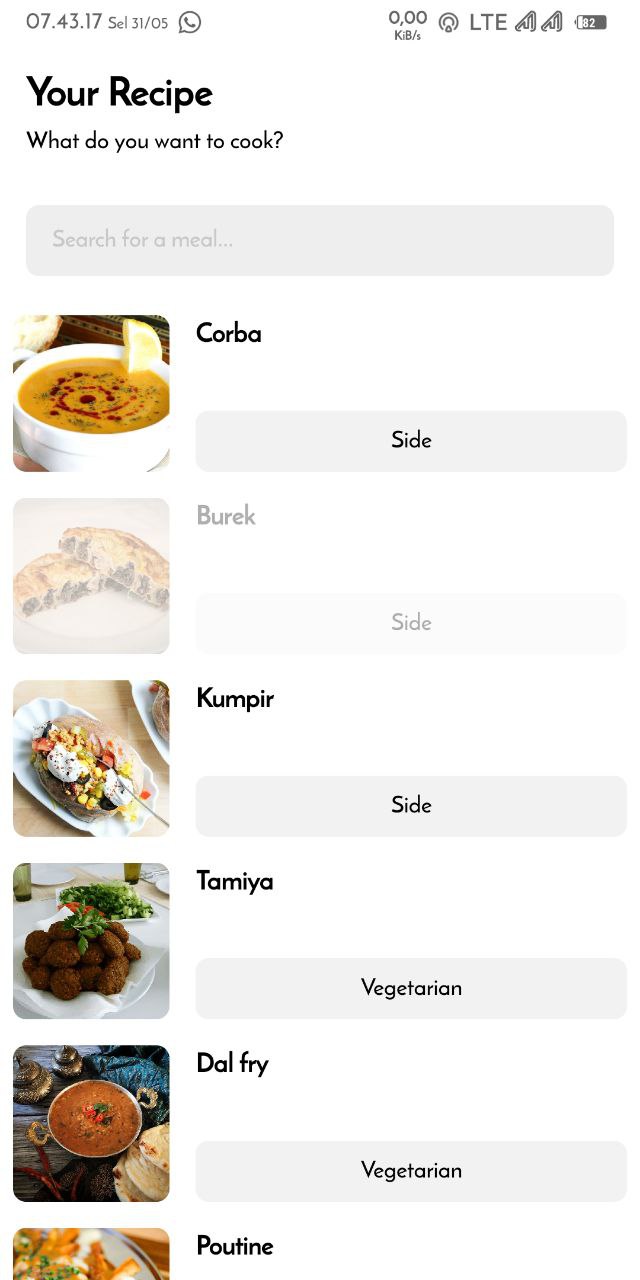 07.43.17 Sel 31/05
0,00
KiB/s
LTE
82
Your Recipe
What do you want to cook?
Search for a meal...
Corba
Side
Burek
Side
Kumpir
Side
Tamiya
Vegetarian
Dal fry
Vegetarian
Poutine